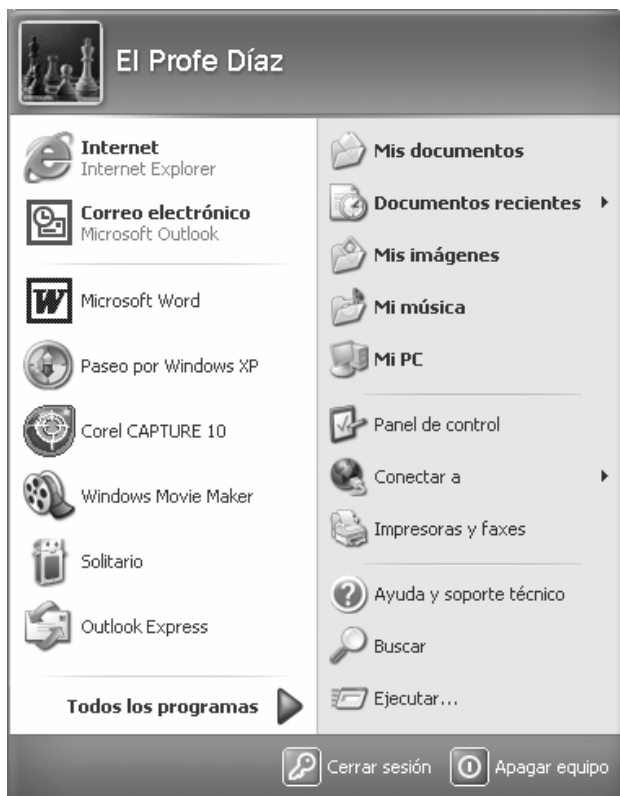 El Profe Díaz
Internet
Internet Explorer
Correo electrónico
Microsoft Outlook
Microsoft Word
Paseo por Windows XP
Corel CAPTURE 10
Windows Movie Maker
Solitario
Outlook Express
Todos los programas
Mis documentos
Documentos recientes
Mis imágenes
Mi música
Mi PC
Panel de control
Conectar a
Impresoras y faxes
Ayuda y soporte técnico
Buscar
Ejecutar...
Cerrar sesión
Apagar equipo